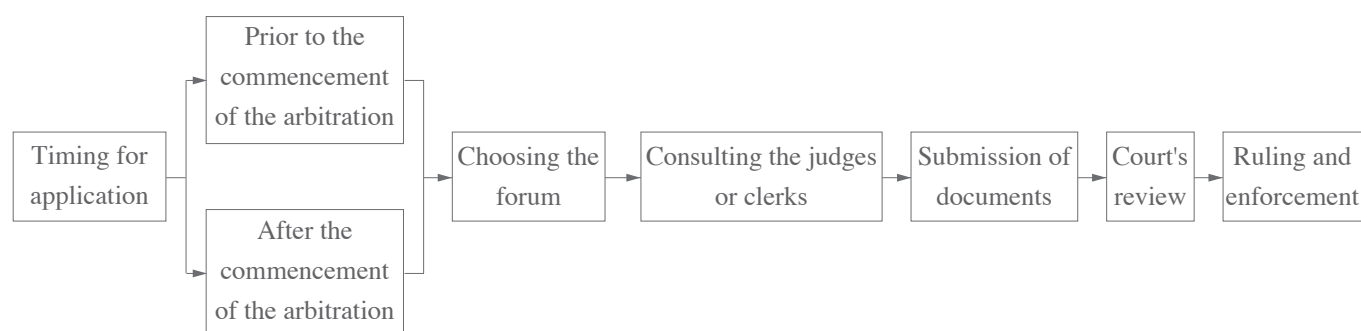 Timing for
application
Prior to the
commencement
of the arbitration
After the
commencement
of the arbitration
Choosing the
forum
Consulting the judges
or clerks
Submission of
documents
Court's
review
Ruling and
enforcement